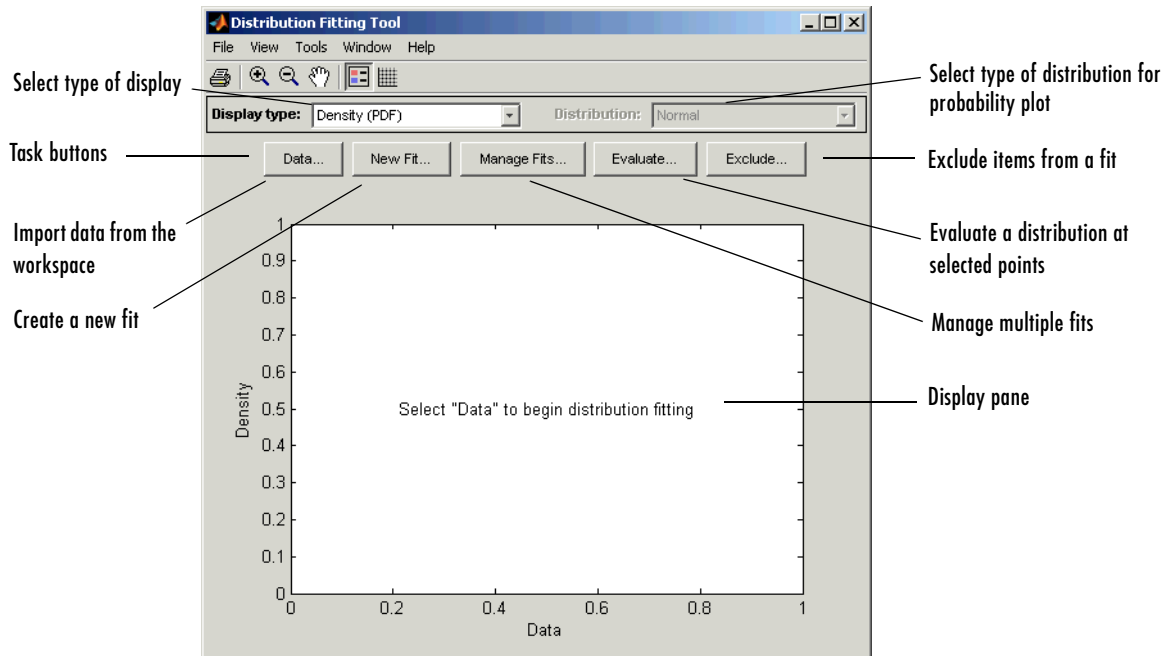 Distribution Fitting Tool
File View Tools Window Help
Select type of display
Select type of distribution for
probability plot
Display type: Density (PDF) Distribution: Normal
Task buttons
Data... New Fit... Manage Fits... Evaluate... Exclude...
Exclude items from a fit
Import data from the
workspace
Evaluate a distribution at
selected points
Create a new fit
Manage multiple fits
Display pane
1
0.9
0.8
0.7
0.6
0.5
0.4
0.3
0.2
0.1
0
Density
Select "Data" to begin distribution fitting
0 0.2 0.4 0.6 0.8 1
Data